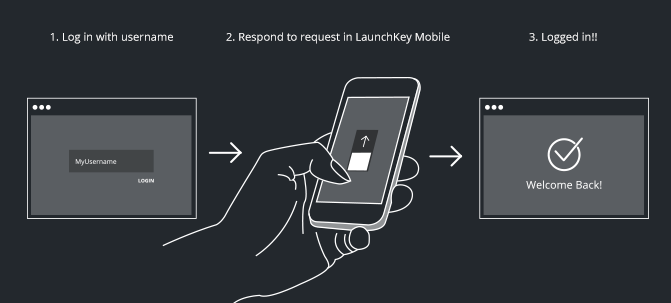 1. Log in with username
2. Respond to request in LaunchKey Mobile
3. Logged in!!
MyUsername
LOGIN
Welcome Back!